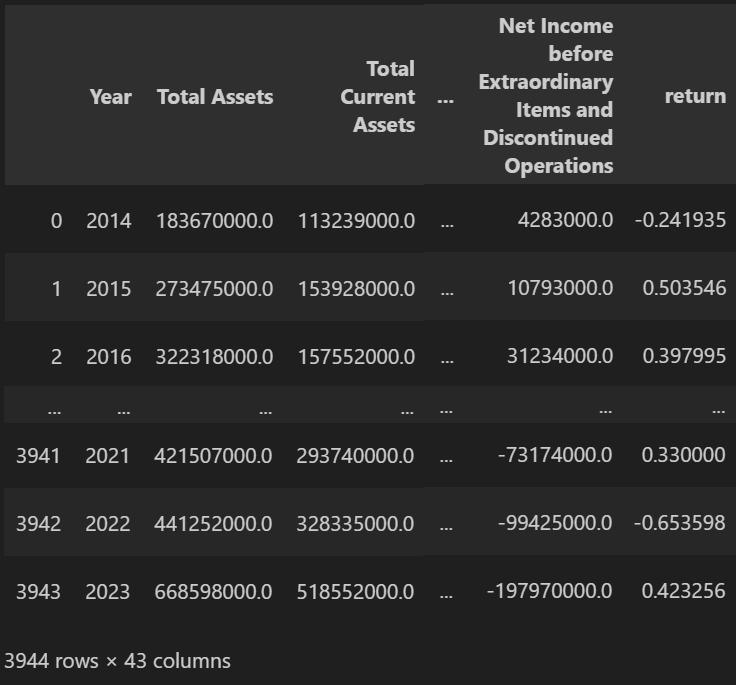 Year Total Assets Total Current Assets ... Net Income before Extraordinary Items and Discontinued Operations return
0 2014 183670000.0 113239000.0 ... 4283000.0 -0.241935
1 2015 273475000.0 153928000.0 ... 10793000.0 0.503546
2 2016 322318000.0 157552000.0 ... 31234000.0 0.397995
... ... ... ... ... ... ...
3941 2021 421507000.0 293740000.0 ... -73174000.0 0.330000
3942 2022 441252000.0 328335000.0 ... -99425000.0 -0.653598
3943 2023 668598000.0 518552000.0 ... -197970000.0 0.423256
3944 rows × 43 columns